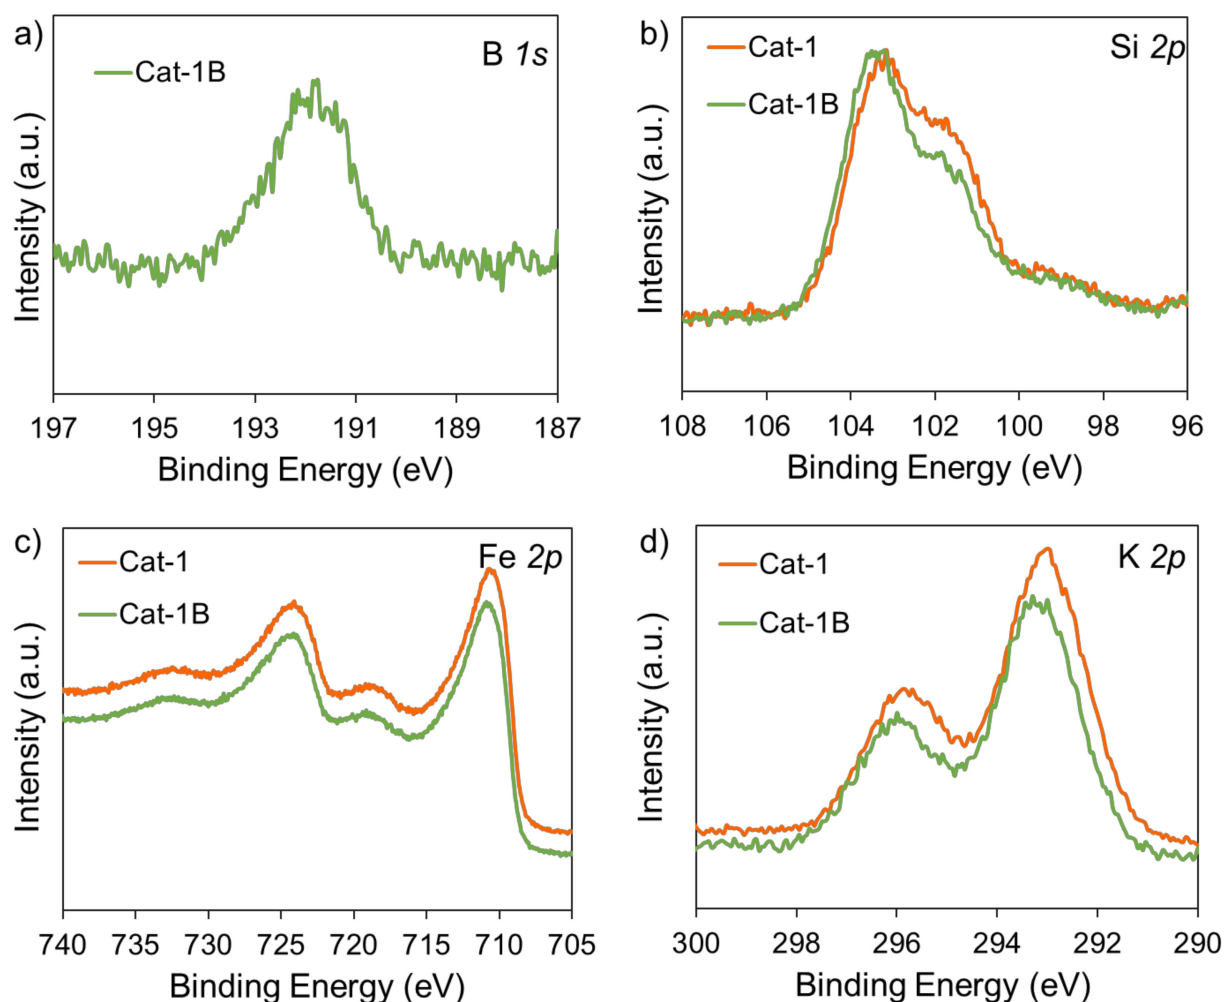 a)
B 1s
Cat-1B
Intensity (a.u.)
197 195 193 191 189 187
Binding Energy (eV)
b)
Si 2p
Cat-1
Cat-1B
Intensity (a.u.)
108 106 104 102 100 98 96
Binding Energy (eV)
c)
Fe 2p
Cat-1
Cat-1B
Intensity (a.u.)
740 735 730 725 720 715 710 705
Binding Energy (eV)
d)
K 2p
Cat-1
Cat-1B
Intensity (a.u.)
300 298 296 294 292 290
Binding Energy (eV)